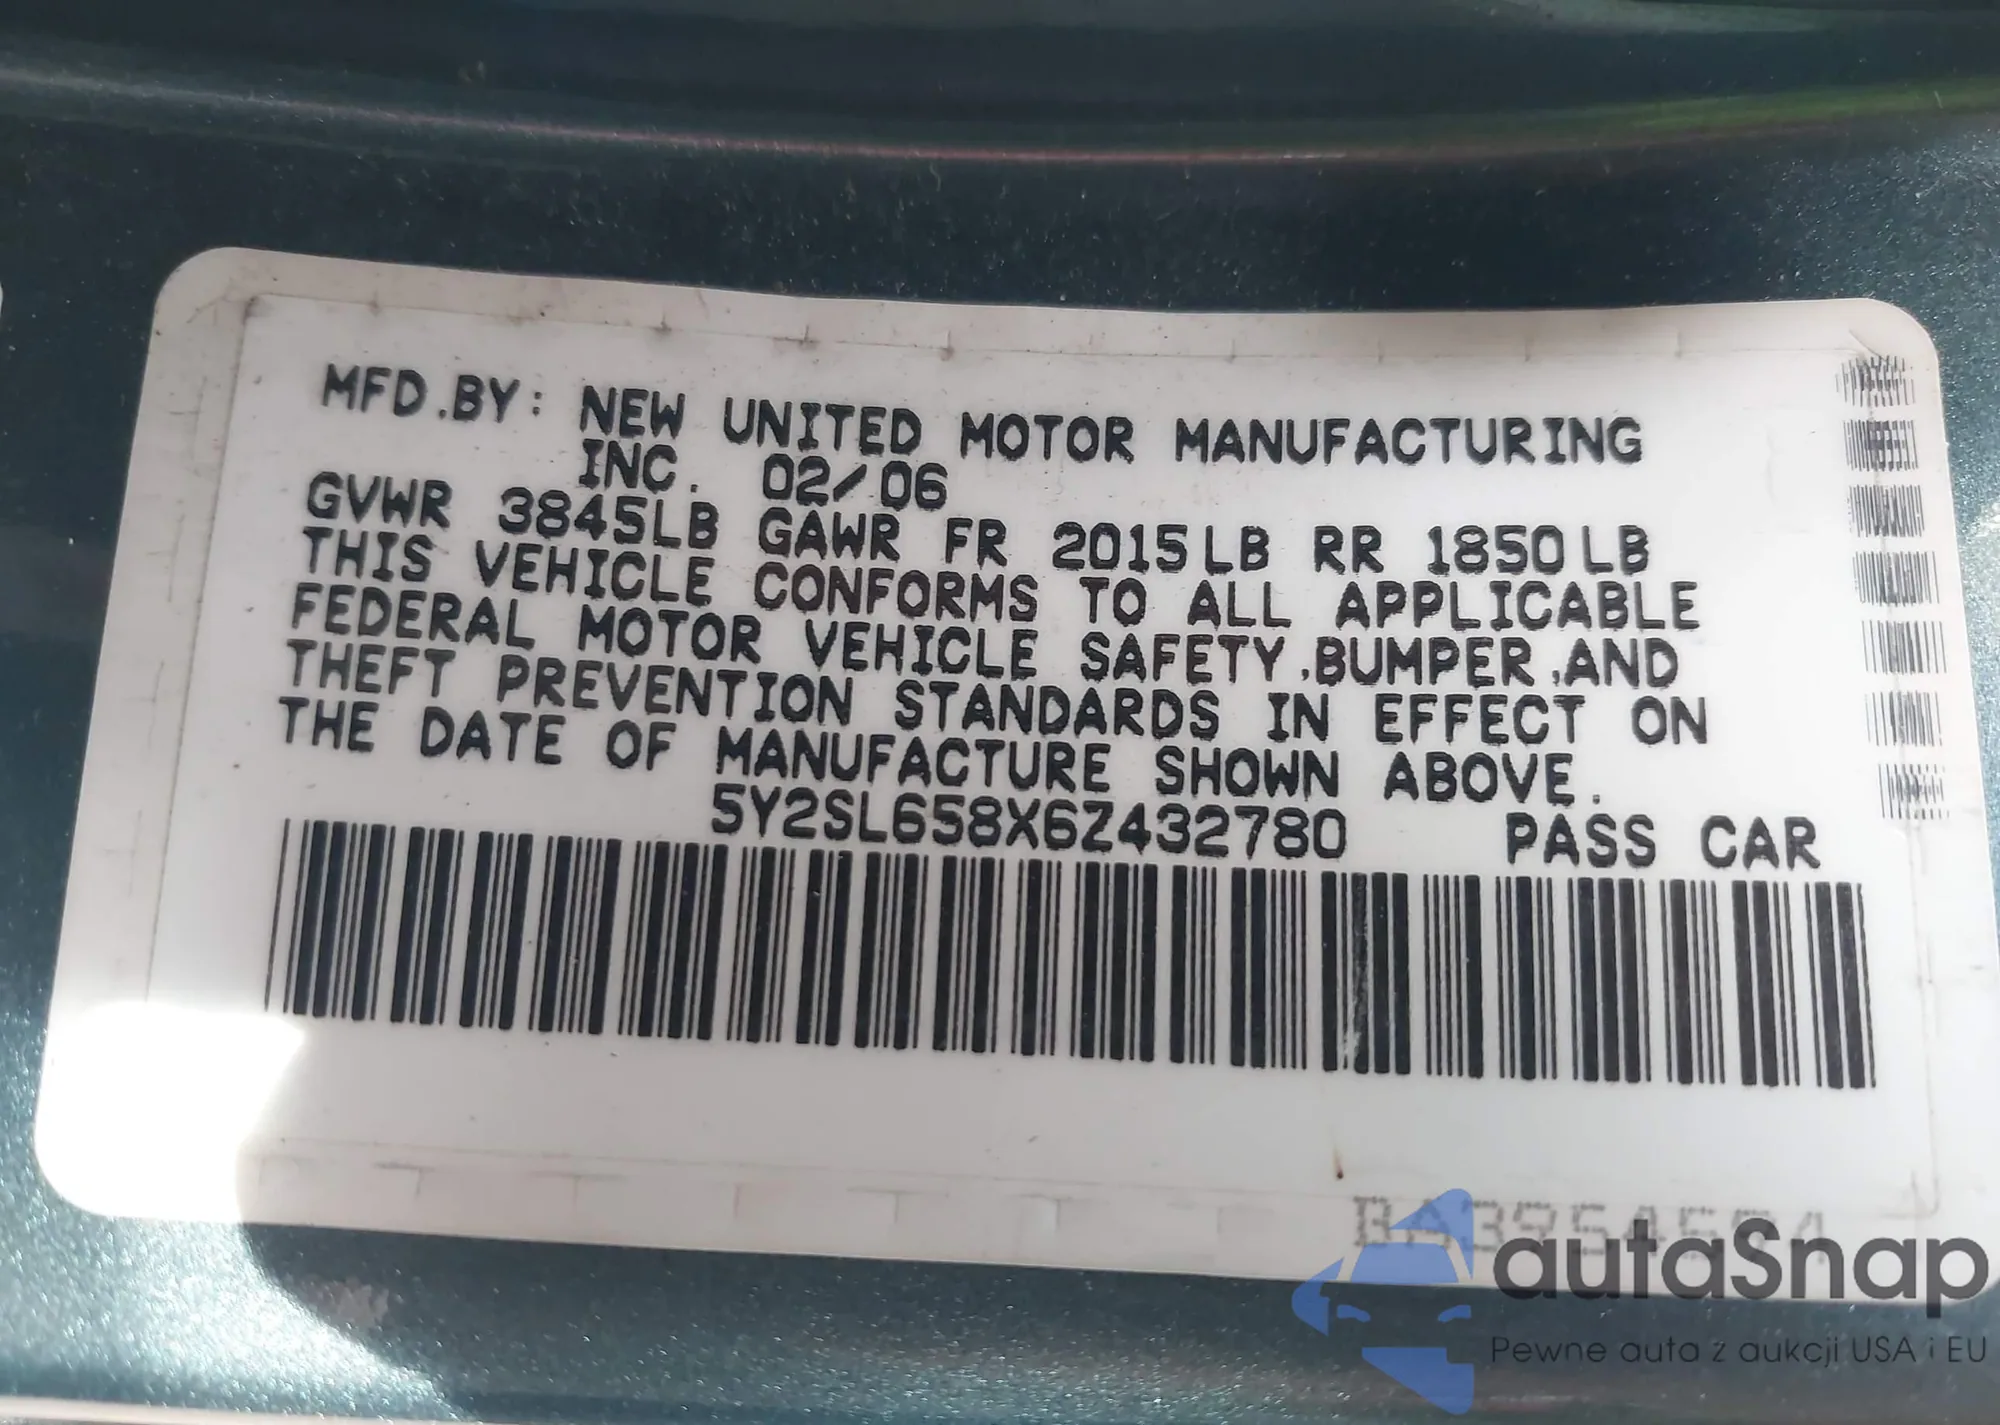 MFD.BY: NEW UNITED MOTOR MANUFACTURING
INC. 02/06
GVWR 3845LB GAWR FR 2015LB RR 1850LB
THIS VEHICLE CONFORMS TO ALL APPLICABLE
FEDERAL MOTOR VEHICLE SAFETY,BUMPER,AND
THEFT PREVENTION STANDARDS IN EFFECT ON
THE DATE OF MANUFACTURE SHOWN ABOVE.
5Y2SL658X6Z432780 PASS CAR
autaSnap
Pewne auta z aukcji USA i EU